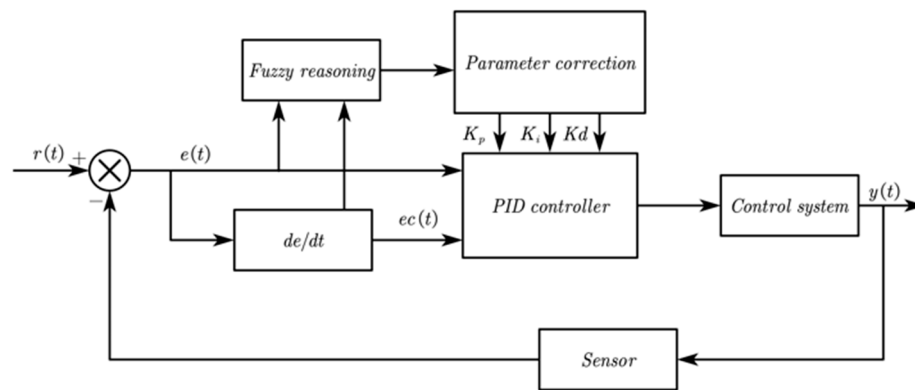 Fuzzy reasoning
Parameter correction
K_p K_i Kd
r(t) + e(t)
−
PID controller
Control system
y(t)
de/dt
ec(t)
Sensor